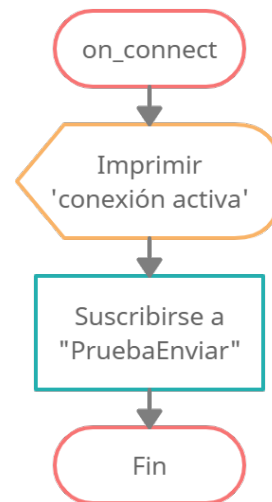 on_connect
Imprimir
'conexión activa'
Suscribirse a
"PruebaEnviar"
Fin